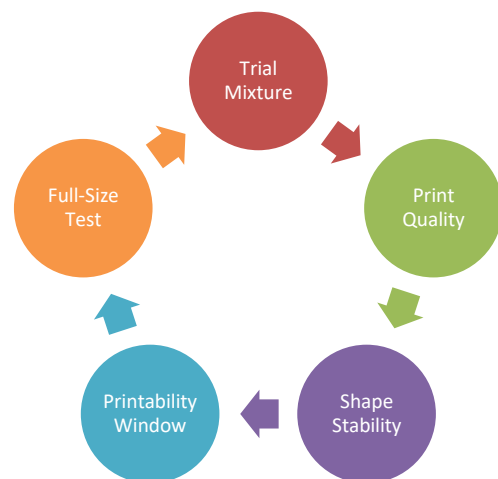 Trial
Mixture
Print
Quality
Shape
Stability
Printability
Window
Full-Size
Test